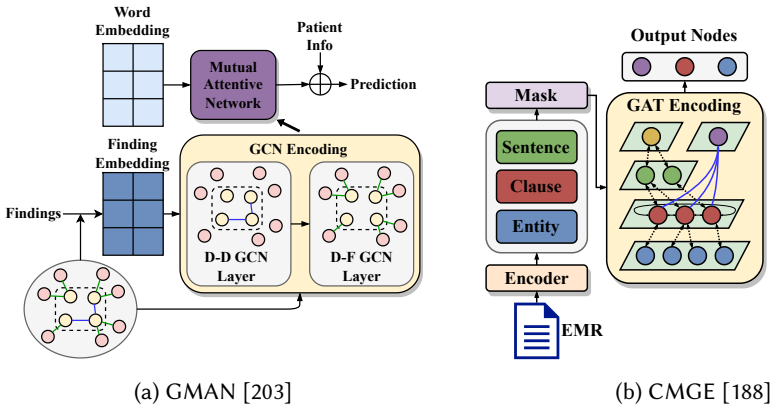 Word
Embedding
Mutual
Attentive
Network
Patient
Info
Prediction
Finding
Embedding
Findings
GCN Encoding
D-D GCN
Layer
D-F GCN
Layer
(a) GMAN [203]
Output Nodes
Mask
GAT Encoding
Sentence
Clause
Entity
Encoder
EMR
(b) CMGE [188]